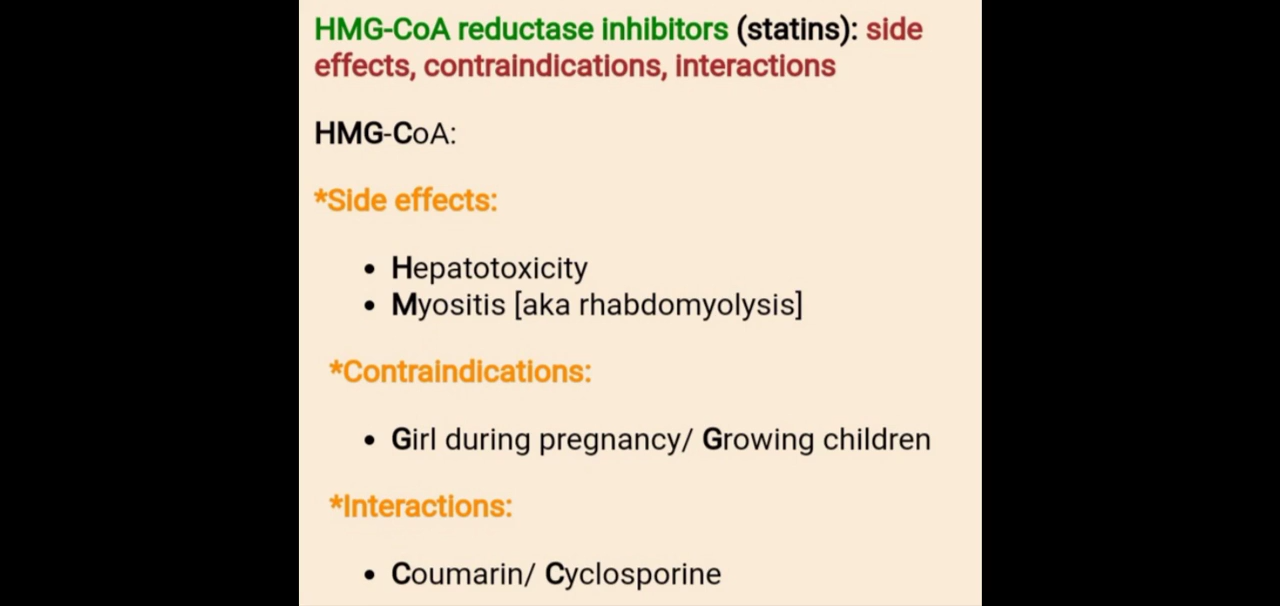 HMG-CoA reductase inhibitors (statins): side
effects, contraindications, interactions
HMG-CoA:
*Side effects:
• Hepatotoxicity
• Myositis [aka rhabdomyolysis]
*Contraindications:
• Girl during pregnancy/ Growing children
*Interactions:
• Coumarin/ Cyclosporine